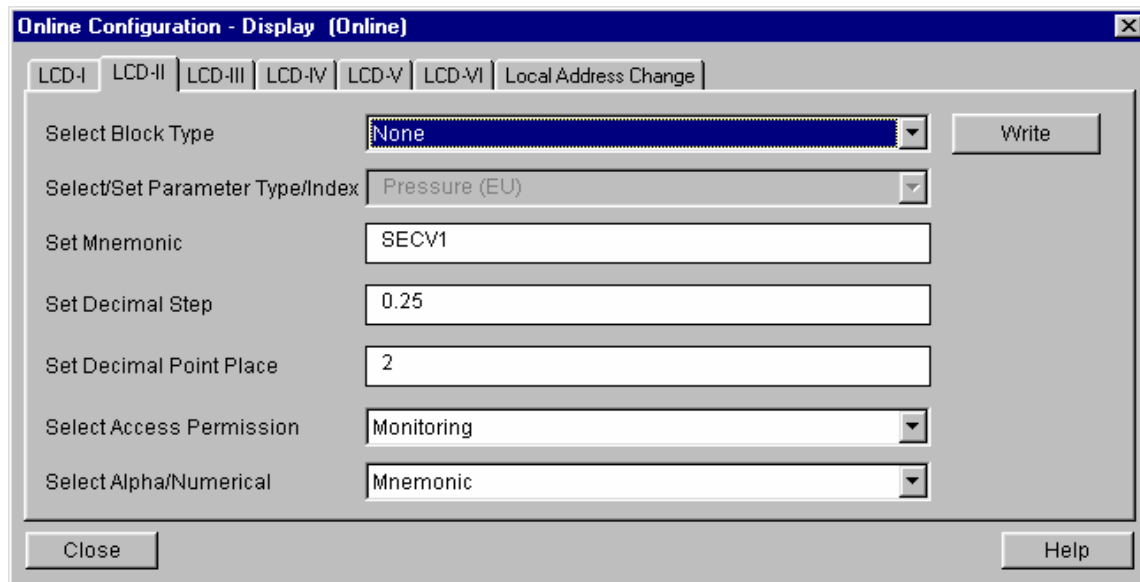 Online Configuration - Display (Online)
LCD-I LCD-II LCD-III LCD-IV LCD-V LCD-VI Local Address Change
Select Block Type None Write
Select/Set Parameter Type/Index Pressure (EU)
Set Mnemonic SECV1
Set Decimal Step 0.25
Set Decimal Point Place 2
Select Access Permission Monitoring
Select Alpha/Numerical Mnemonic
Close Help